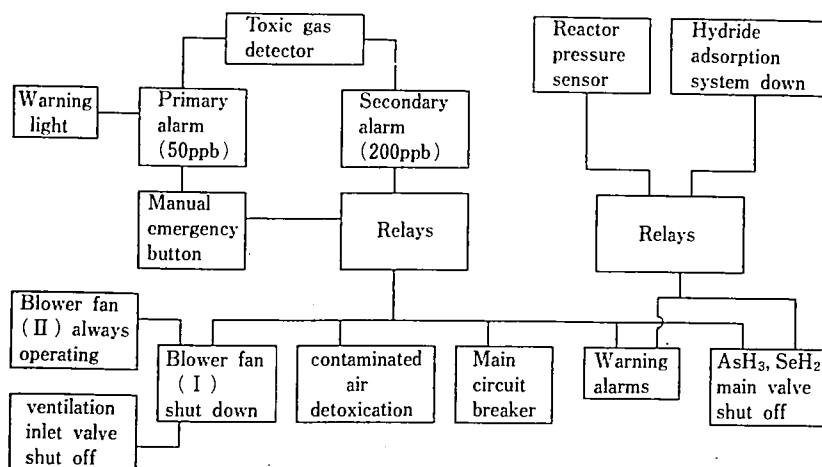 Toxic gas
detector
Reactor
pressure
sensor
Hydride
adsorption
system down
Warning
light
Primary
alarm
(50ppb)
Secondary
alarm
(200ppb)
Manual
emergency
button
Relays
Relays
Blower fan
(II) always
operating
Blower fan
(I)
shut down
contaminated
air
detoxication
Main
circuit
breaker
Warning
alarms
AsH₃, SeH₂
main valve
shut off
ventilation
inlet valve
shut off